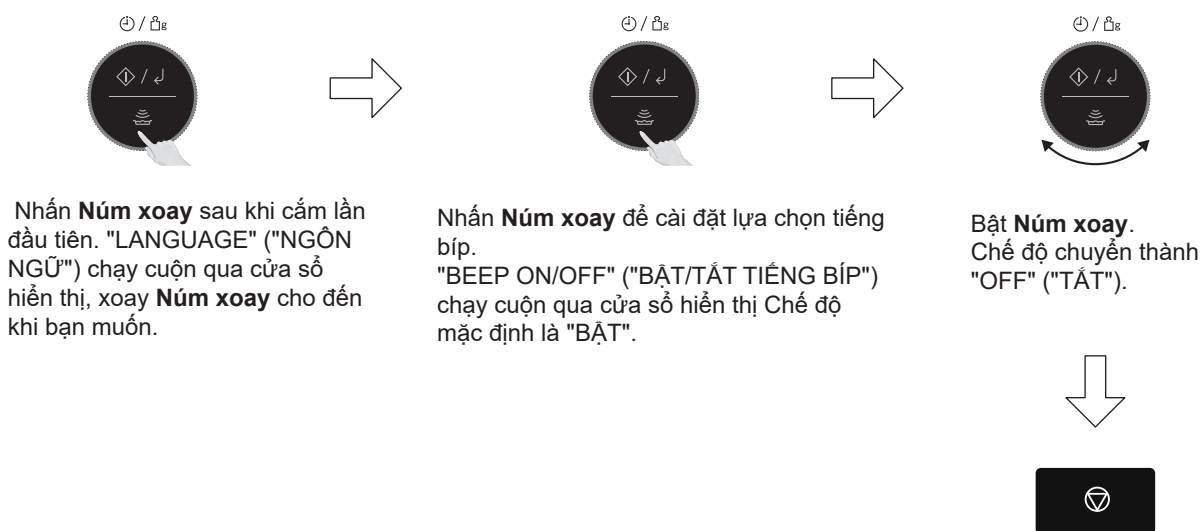 / g
/ g
/ g
/
/
/
Nhấn Núm xoay sau khi cắm lần
đầu tiên. "LANGUAGE" ("NGÔN
NGỮ") chạy cuộn qua cửa sổ
hiển thị, xoay Núm xoay cho đến
khi bạn muốn.
Nhấn Núm xoay để cài đặt lựa chọn tiếng
bíp.
"BEEP ON/OFF" ("BẬT/TẮT TIẾNG BÍP")
chạy cuộn qua cửa sổ hiển thị Chế độ
mặc định là "BẬT".
Bật Núm xoay.
Chế độ chuyển thành
"OFF" ("TẮT").